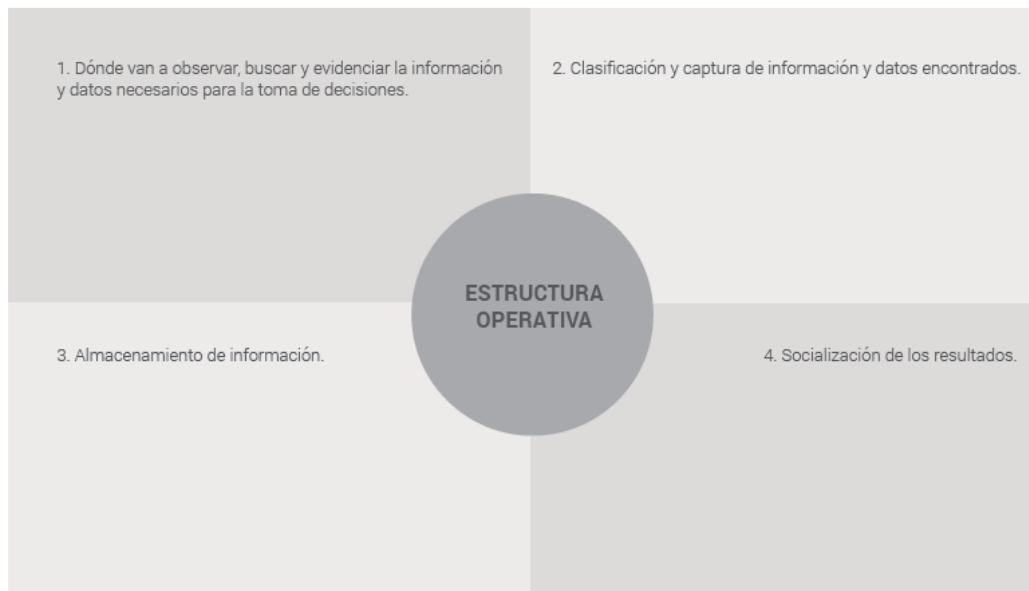 1. Dónde van a observar, buscar y evidenciar la información
y datos necesarios para la toma de decisiones.
2. Clasificación y captura de información y datos encontrados.
ESTRUCTURA
OPERATIVA
3. Almacenamiento de información.
4. Socialización de los resultados.